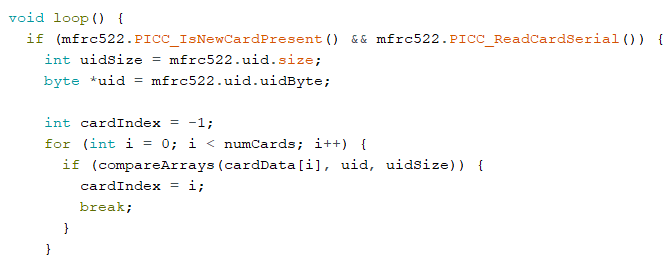 void loop() {
  if (mfrc522.PICC_IsNewCardPresent() && mfrc522.PICC_ReadCardSerial()) {
    int uidSize = mfrc522.uid.size;
    byte *uid = mfrc522.uid.uidByte;

    int cardIndex = -1;
    for (int i = 0; i < numCards; i++) {
      if (compareArrays(cardData[i], uid, uidSize)) {
        cardIndex = i;
        break;
      }
    }